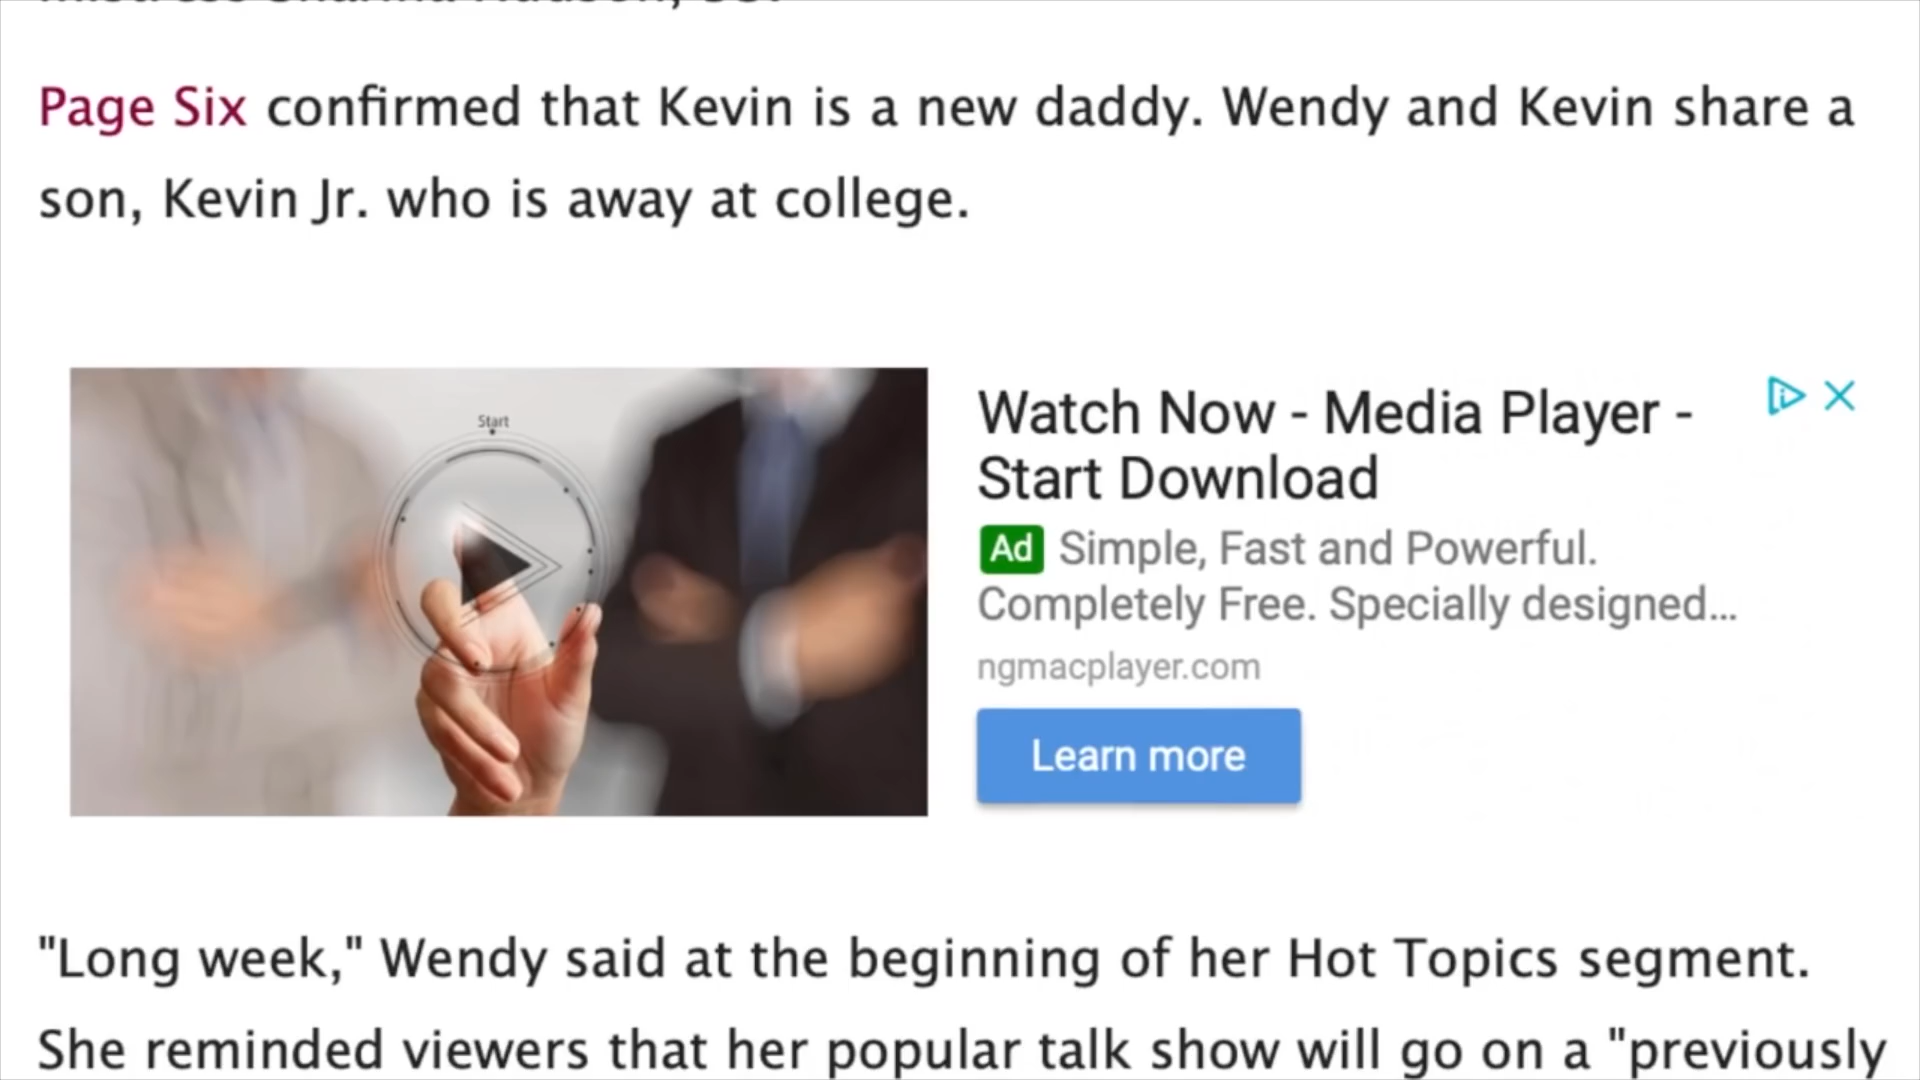 Page Six confirmed that Kevin is a new daddy. Wendy and Kevin share a
son, Kevin Jr. who is away at college.
Start
Watch Now - Media Player -
Start Download
Ad Simple, Fast and Powerful.
Completely Free. Specially designed...
ngmacplayer.com
Learn more
"Long week," Wendy said at the beginning of her Hot Topics segment.
She reminded viewers that her popular talk show will go on a "previously